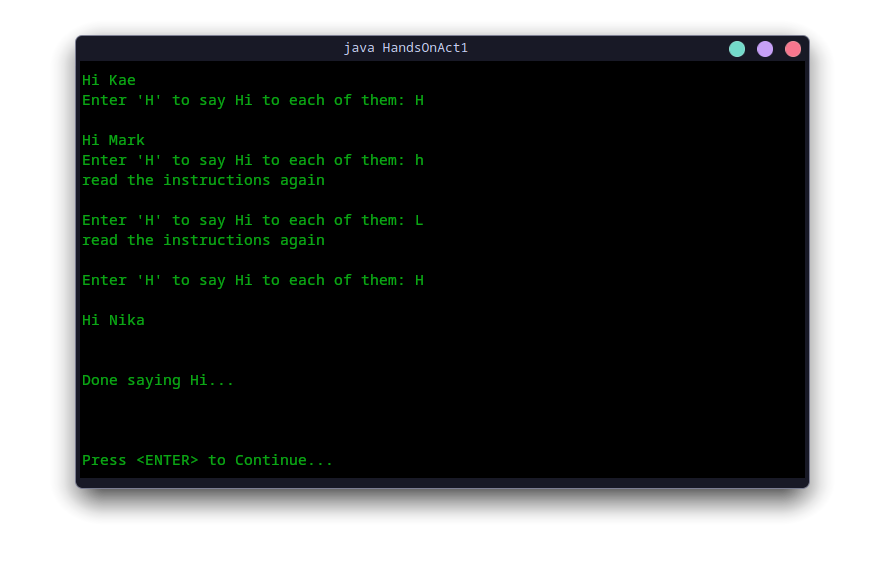 java HandsOnAct1
Hi Kae
Enter 'H' to say Hi to each of them: H
Hi Mark
Enter 'H' to say Hi to each of them: h
read the instructions again
Enter 'H' to say Hi to each of them: L
read the instructions again
Enter 'H' to say Hi to each of them: H
Hi Nika
Done saying Hi...
Press <ENTER> to Continue...